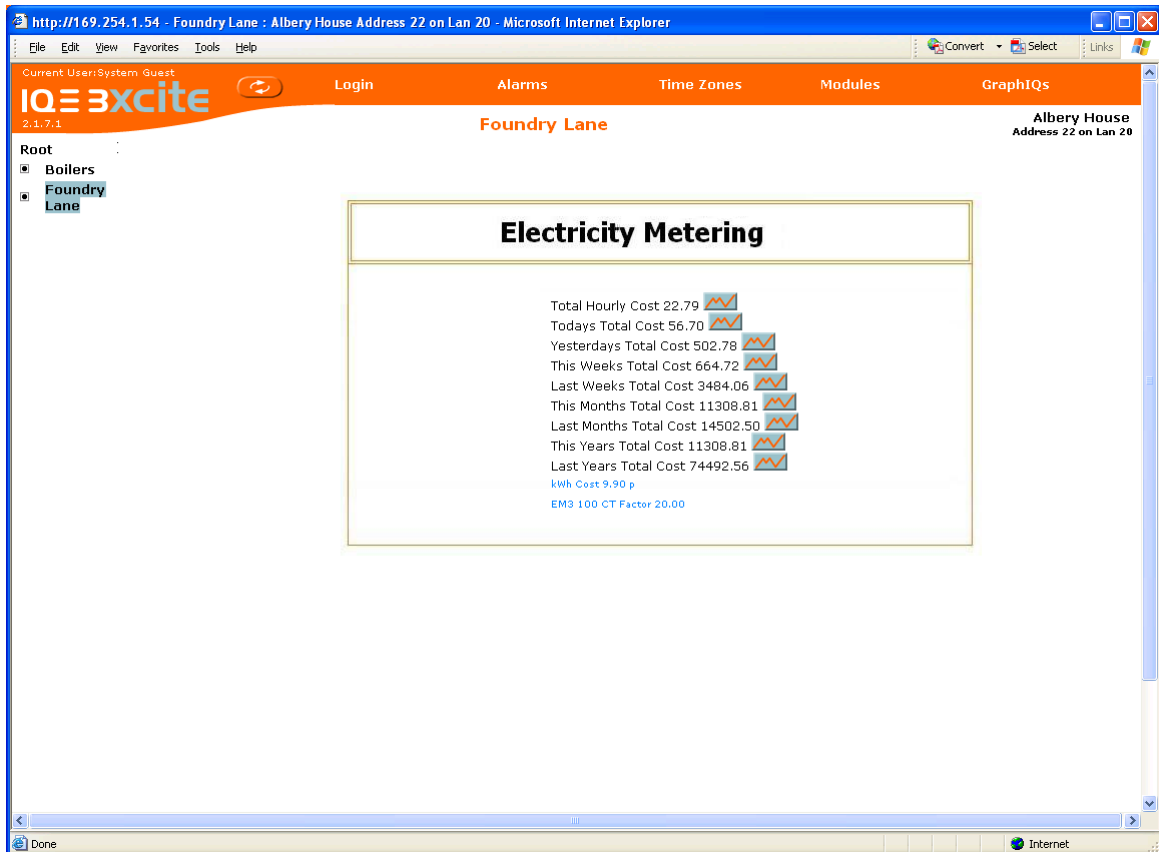 http://169.254.1.54 - Foundry Lane : Albery House Address 22 on Lan 20 - Microsoft Internet Explorer
File Edit View Favorites Tools Help Convert Select Links
Current User:System Guest
IQ3 3xcite
2.1.7.1
Login Alarms Time Zones Modules GraphIQs
Foundry Lane
Albery House
Address 22 on Lan 20
Root
Boilers
Foundry
Lane
Electricity Metering
Total Hourly Cost 22.79
Todays Total Cost 56.70
Yesterdays Total Cost 502.78
This Weeks Total Cost 664.72
Last Weeks Total Cost 3484.06
This Months Total Cost 11308.81
Last Months Total Cost 14502.50
This Years Total Cost 11308.81
Last Years Total Cost 74492.56
kWh Cost 9.90 p
EM3 100 CT Factor 20.00
Done Internet